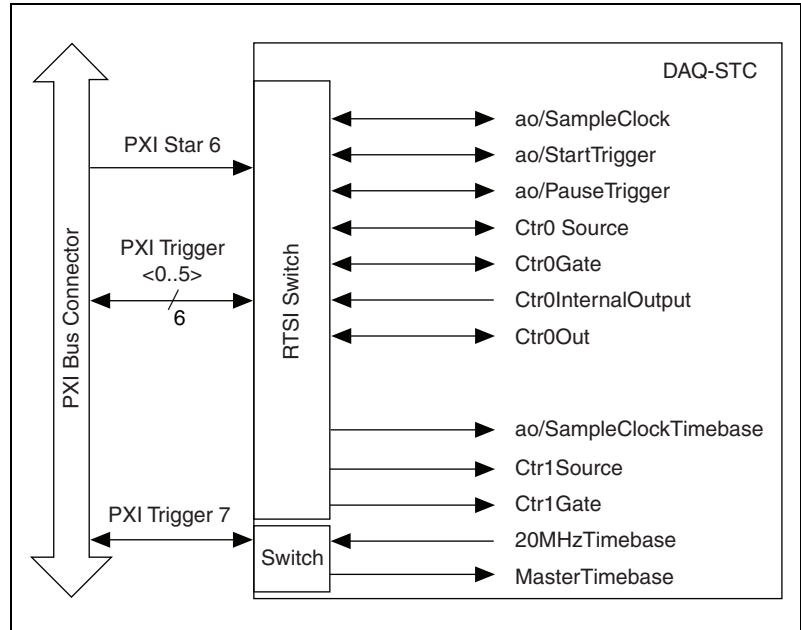 DAQ-STC
PXI Bus Connector
PXI Star 6
PXI Trigger
<0..5>
6
PXI Trigger 7
RTSI Switch
Switch
ao/SampleClock
ao/StartTrigger
ao/PauseTrigger
Ctr0 Source
Ctr0Gate
Ctr0InternalOutput
Ctr0Out
ao/SampleClockTimebase
Ctr1Source
Ctr1Gate
20MHzTimebase
MasterTimebase